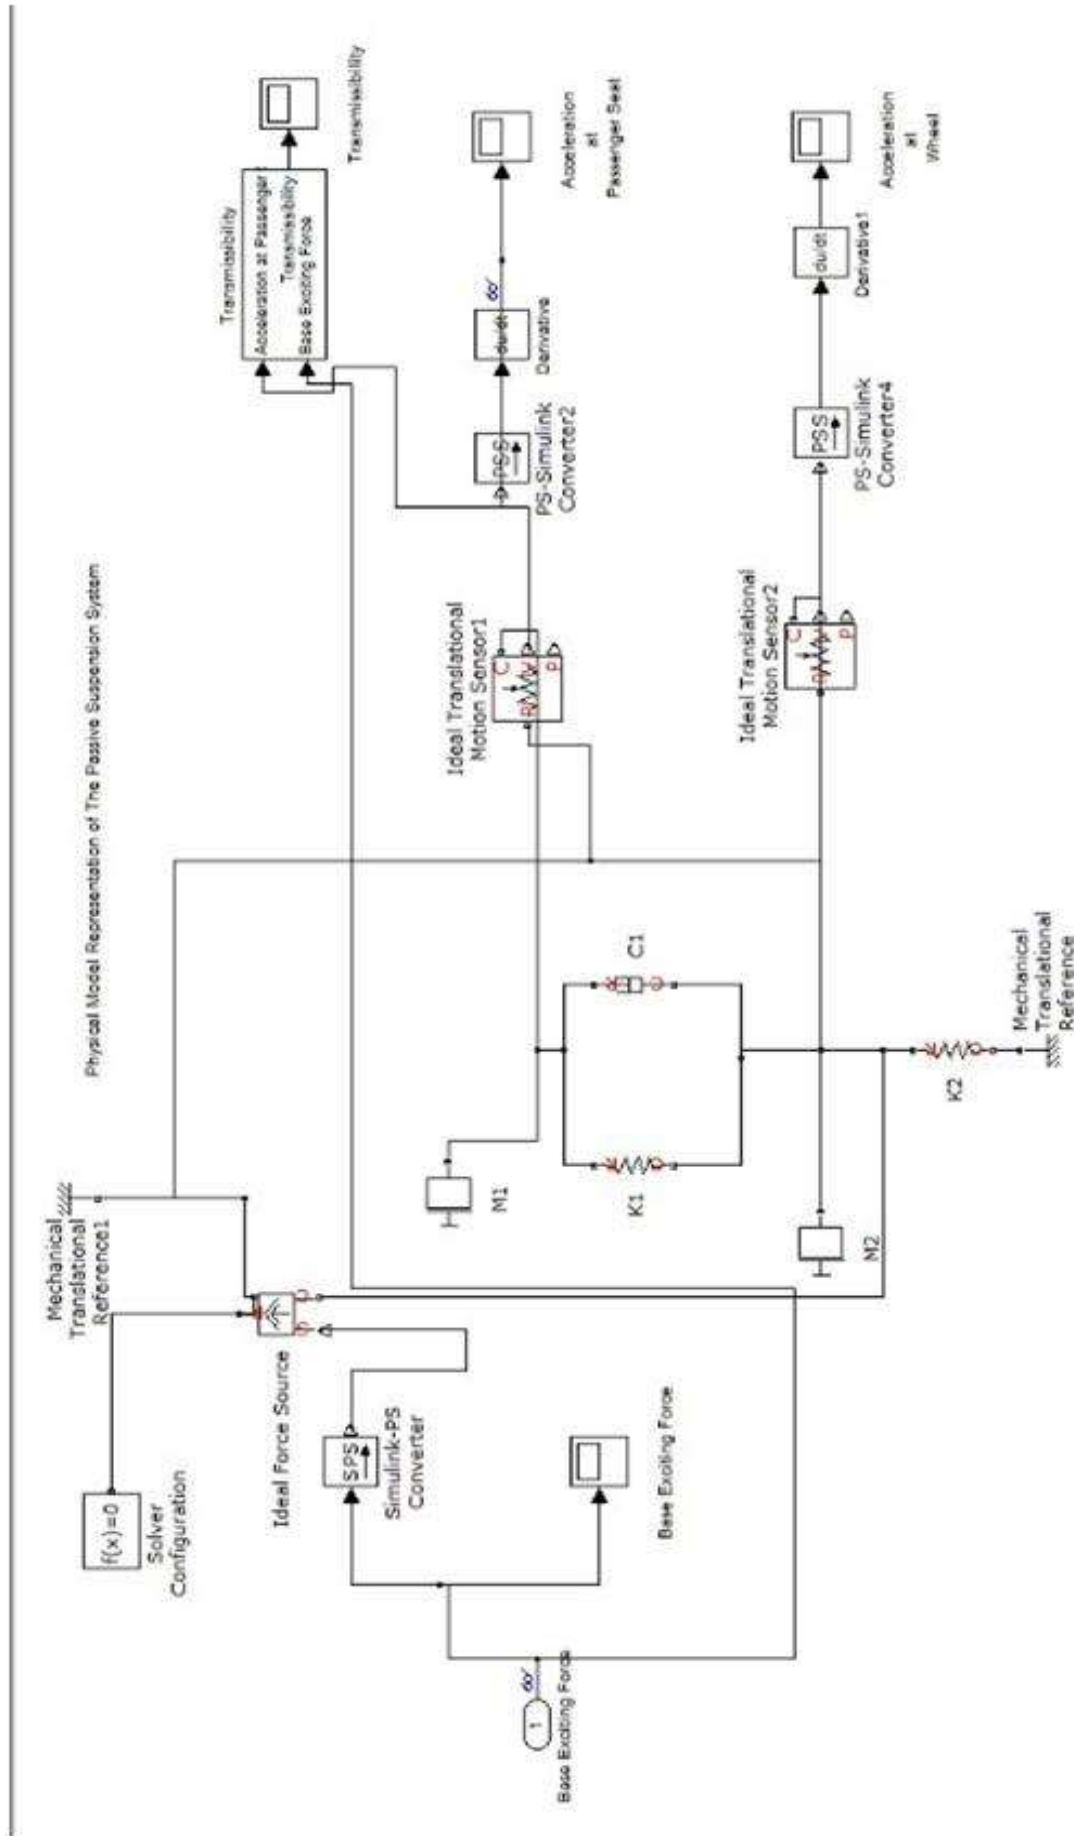 Physical Model Representation of The Passive Suspension System
f(x)=0
Solver
Configuration
Mechanical
Translational
Reference1
Ideal Force Source
SPS
Simulink-PS
Converter
Base Exciting Force
1
Base Exciting Force
Transmissibility
Acceleration at Passenger
Transmissibility
Base Exciting Force
Transmissibility
M1
K1
C1
M2
K2
Mechanical
Translational
Reference
Ideal Translational
Motion Sensor1
R
C
V
P
PSS
PS-Simulink
Converter2
du/dt
Derivative
Acceleration
at
Passenger Seat
Ideal Translational
Motion Sensor2
R
C
V
P
PSS
PS-Simulink
Converter4
du/dt
Derivative1
Acceleration
at
Wheel